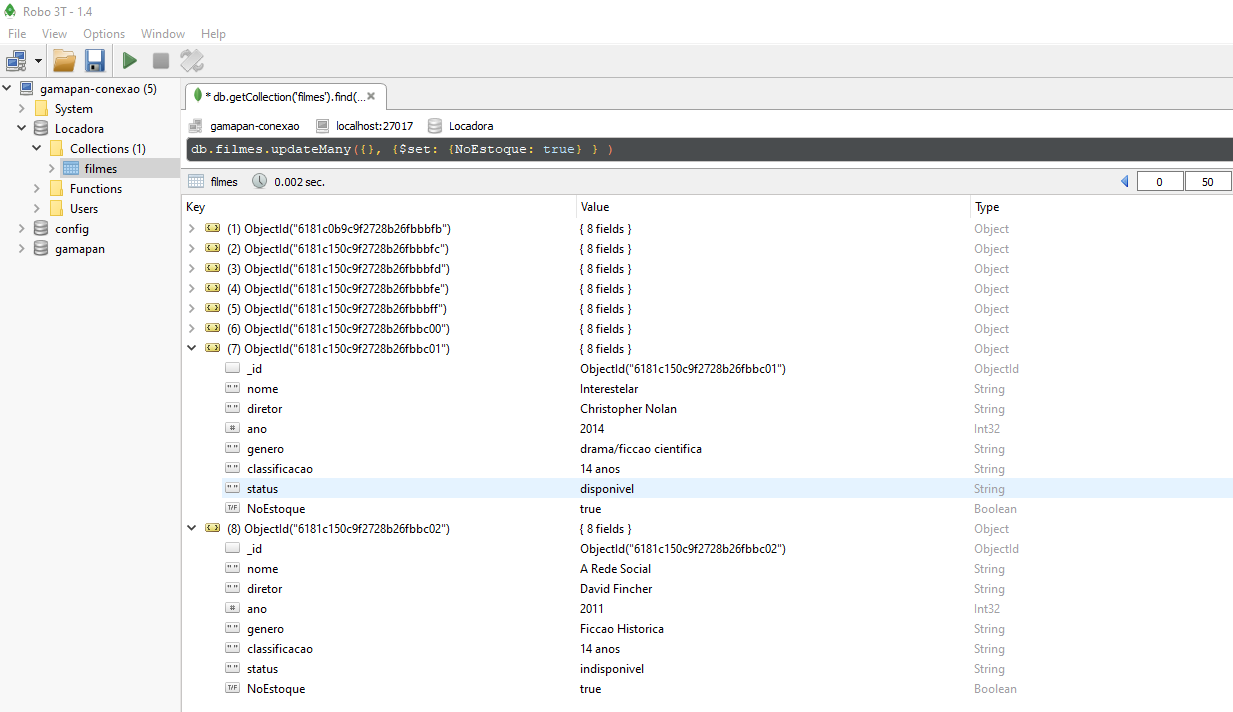 Robo 3T - 1.4
File View Options Window Help
gamapan-conexao (5)
System
Locadora
Collections (1)
filmes
Functions
Users
config
gamapan
* db.getCollection('filmes').find(...
gamapan-conexao localhost:27017 Locadora
db.filmes.updateMany({}, {$set: {NoEstoque: true} } )
filmes 0.002 sec. 0 50
Key Value Type
(1) ObjectId("6181c0b9c9f2728b26fbbbfb") { 8 fields } Object
(2) ObjectId("6181c150c9f2728b26fbbbfc") { 8 fields } Object
(3) ObjectId("6181c150c9f2728b26fbbbfd") { 8 fields } Object
(4) ObjectId("6181c150c9f2728b26fbbbfe") { 8 fields } Object
(5) ObjectId("6181c150c9f2728b26fbbbff") { 8 fields } Object
(6) ObjectId("6181c150c9f2728b26fbbc00") { 8 fields } Object
(7) ObjectId("6181c150c9f2728b26fbbc01") { 8 fields } Object
_id ObjectId("6181c150c9f2728b26fbbc01") ObjectId
nome Interestelar String
diretor Christopher Nolan String
ano 2014 Int32
genero drama/ficcao cientifica String
classificacao 14 anos String
status disponivel String
NoEstoque true Boolean
(8) ObjectId("6181c150c9f2728b26fbbc02") { 8 fields } Object
_id ObjectId("6181c150c9f2728b26fbbc02") ObjectId
nome A Rede Social String
diretor David Fincher String
ano 2011 Int32
genero Ficcao Historica String
classificacao 14 anos String
status indisponivel String
NoEstoque true Boolean